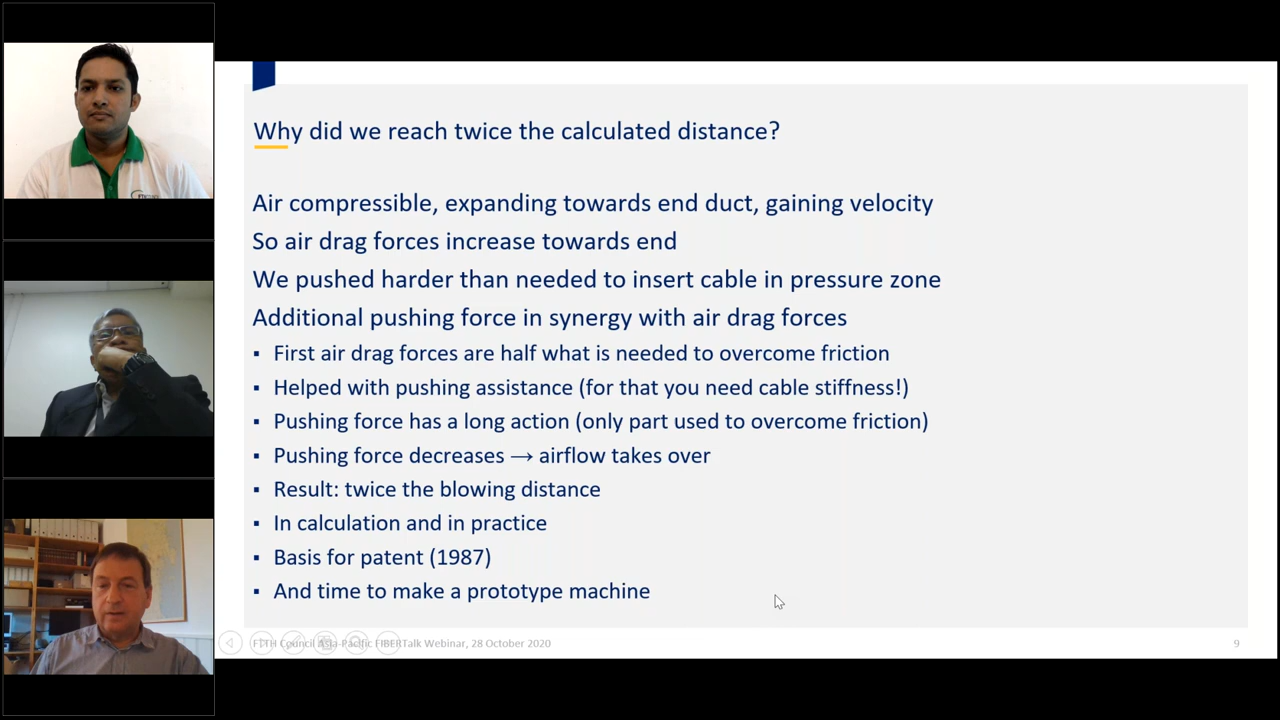 Why did we reach twice the calculated distance?
Air compressible, expanding towards end duct, gaining velocity
So air drag forces increase towards end
We pushed harder than needed to insert cable in pressure zone
Additional pushing force in synergy with air drag forces
▪ First air drag forces are half what is needed to overcome friction
▪ Helped with pushing assistance (for that you need cable stiffness!)
▪ Pushing force has a long action (only part used to overcome friction)
▪ Pushing force decreases → airflow takes over
▪ Result: twice the blowing distance
▪ In calculation and in practice
▪ Basis for patent (1987)
▪ And time to make a prototype machine
FTTH Council Asia-Pacific FIBERTalk Webinar, 28 October 2020
9